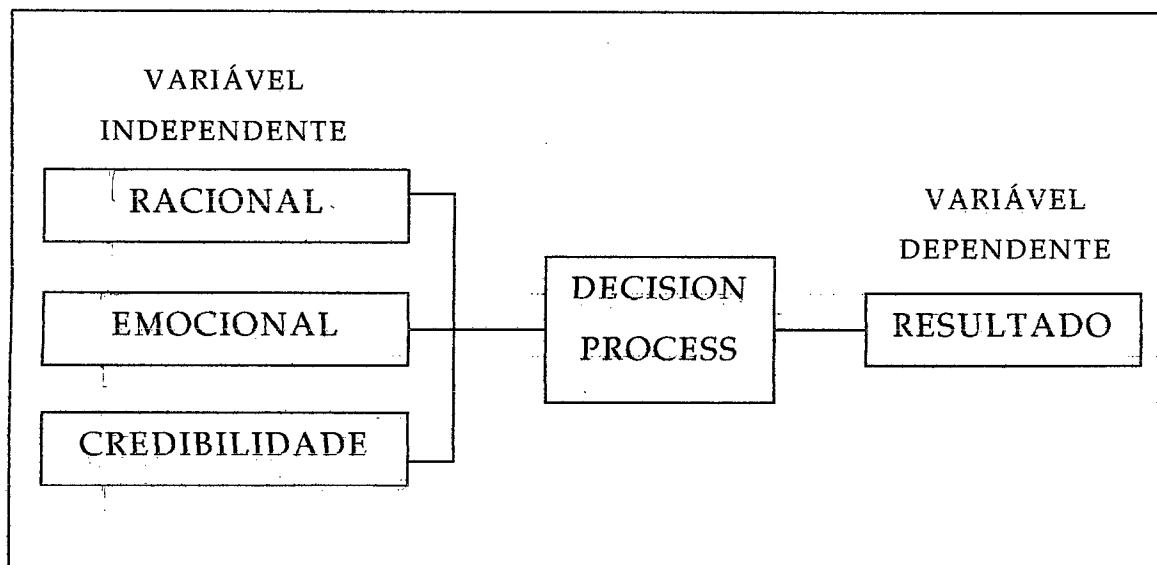 VARIÁVEL
INDEPENDENTE
RACIONAL
EMOCIONAL
CREDIBILIDADE
DECISION
PROCESS
VARIÁVEL
DEPENDENTE
RESULTADO